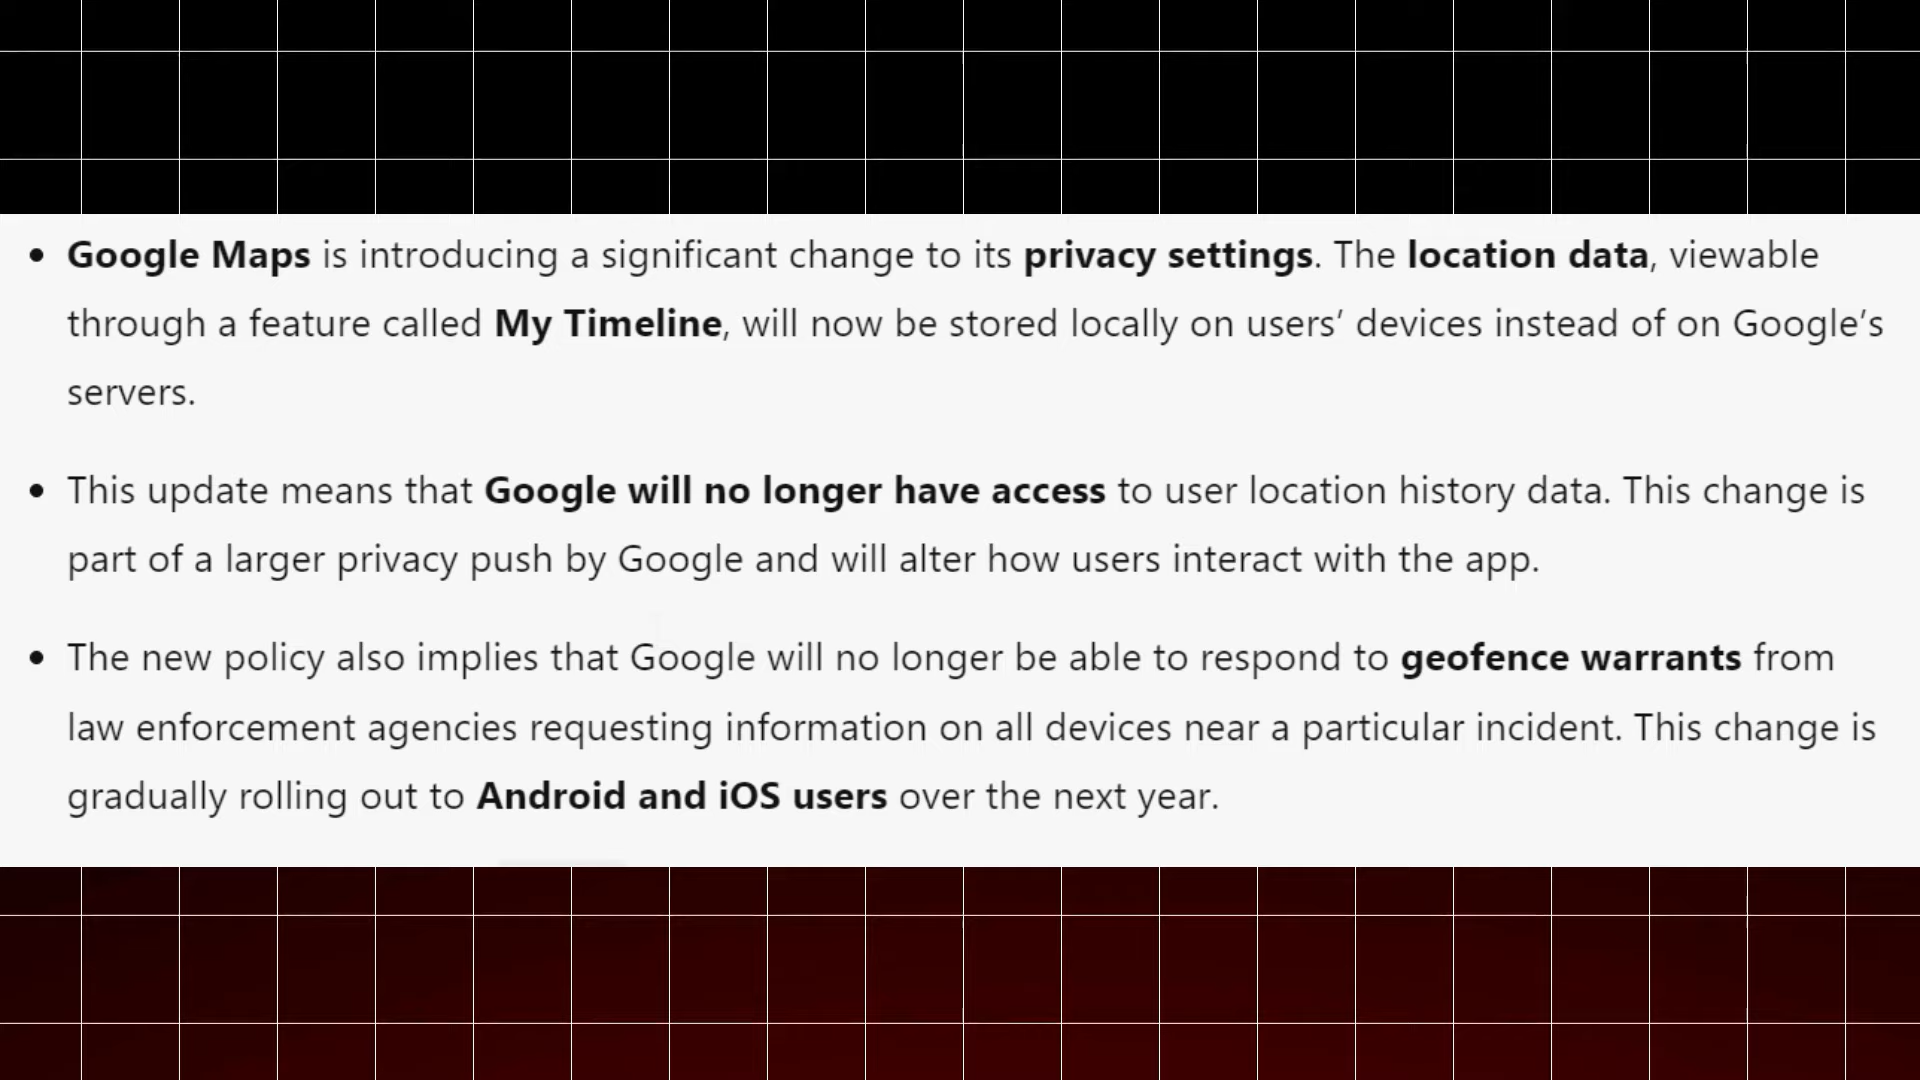 • Google Maps is introducing a significant change to its privacy settings. The location data, viewable
through a feature called My Timeline, will now be stored locally on users’ devices instead of on Google’s
servers.
• This update means that Google will no longer have access to user location history data. This change is
part of a larger privacy push by Google and will alter how users interact with the app.
• The new policy also implies that Google will no longer be able to respond to geofence warrants from
law enforcement agencies requesting information on all devices near a particular incident. This change is
gradually rolling out to Android and iOS users over the next year.